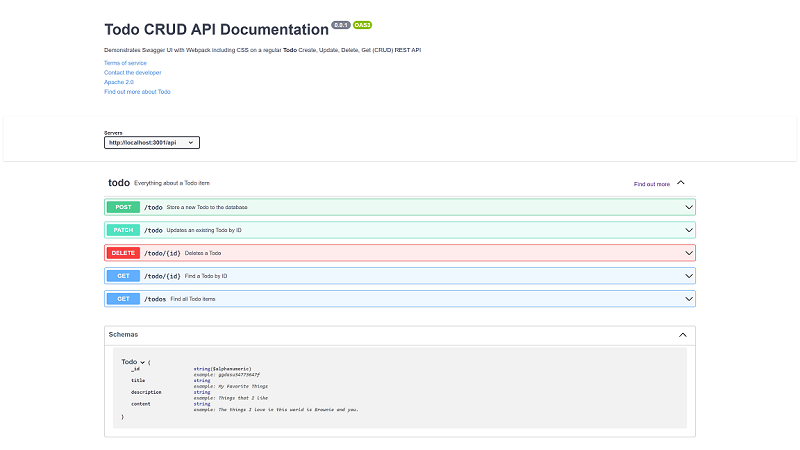 Todo CRUD API Documentation 0.0.1 OAS3
Demonstrates Swagger UI with Webpack including CSS on a regular Todo Create, Update, Delete, Get (CRUD) REST API
Terms of service
Contact the developer
Apache 2.0
Find out more about Todo
Servers
http://localhost:3001/api
todo Everything about a Todo item Find out more
POST /todo Store a new Todo to the database
PATCH /todo Updates an existing Todo by ID
DELETE /todo/{id} Deletes a Todo
GET /todo/{id} Find a Todo by ID
GET /todos Find all Todo items
Schemas
Todo {
_id string($alphanumeric)
example:
title string
example: My Favorite Things
description string
example: Things that I like
content string
example: The things I love in this world is Brownie and you.
}